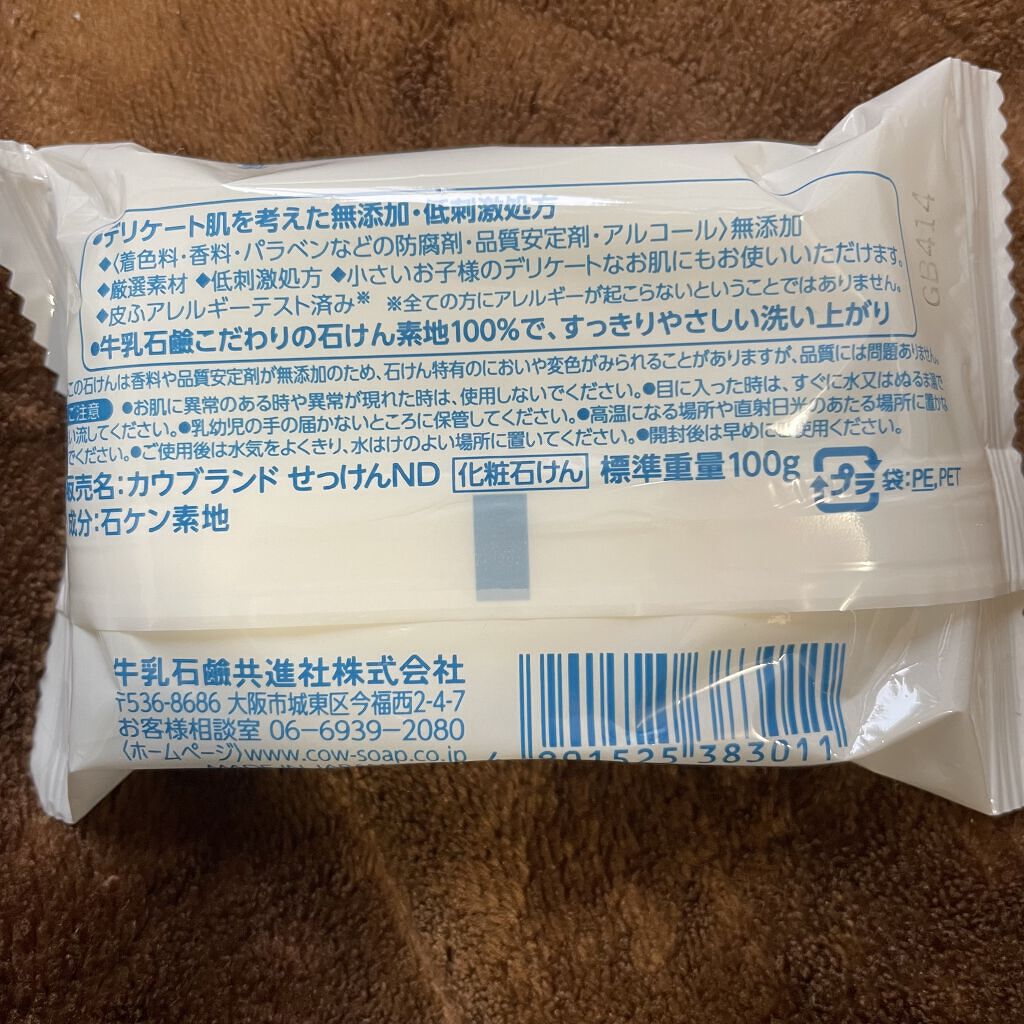 ●デリケート肌を考えた無添加・低刺激処方
◆〈着色料・香料・パラベンなどの防腐剤・品質安定剤・アルコール〉無添加
◆厳選素材 ◆低刺激処方 ◆小さいお子様のデリケートなお肌にもお使いいただけます。
◆皮ふアレルギーテスト済み※ ※全ての方にアレルギーが起こらないということではありません。
●牛乳石鹼こだわりの石けん素地100%で、すっきりやさしい洗い上がり
GB414
この石けんは香料や品質安定剤が無添加のため、石けん特有のにおいや変色がみられることがありますが、品質には問題ありません。
ご注意 ●お肌に異常のある時や異常が現れた時は、使用しないでください。●目に入った時は、すぐに水又はぬるま湯で
い流してください。●乳幼児の手の届かないところに保管してください。●高温になる場所や直射日光のあたる場所に置かな
でください。●ご使用後は水気をよくきり、水はけのよい場所に置いてください。●開封後は早めにご使用ください。
販売名:カウブランド せっけんND 化粧石けん 標準重量100g プラ 袋:PE,PET
成分:石ケン素地
牛乳石鹼共進社株式会社
〒536-8686 大阪市城東区今福西2-4-7
お客様相談室 06-6939-2080
〈ホームページ〉www.cow-soap.co.jp
4 901525 383011